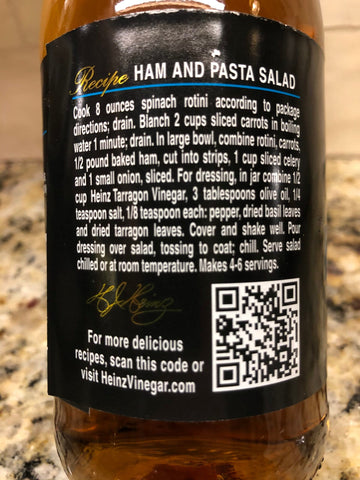 Recipe HAM AND PASTA SALAD
Cook 8 ounces spinach rotini according to package
directions; drain. Blanch 2 cups sliced carrots in boiling
water 1 minute; drain. In large bowl, combine rotini, carrots,
1/2 pound baked ham, cut into strips, 1 cup sliced celery
and 1 small onion, sliced. For dressing, in jar combine 1/2
cup Heinz Tarragon Vinegar, 3 tablespoons olive oil, 1/4
teaspoon salt, 1/8 teaspoon each: pepper, dried basil leaves
and dried tarragon leaves. Cover and shake well. Pour
dressing over salad, tossing to coat; chill. Serve salad
chilled or at room temperature. Makes 4-6 servings.
H J Heinz
For more delicious
recipes, scan this code or
visit HeinzVinegar.com